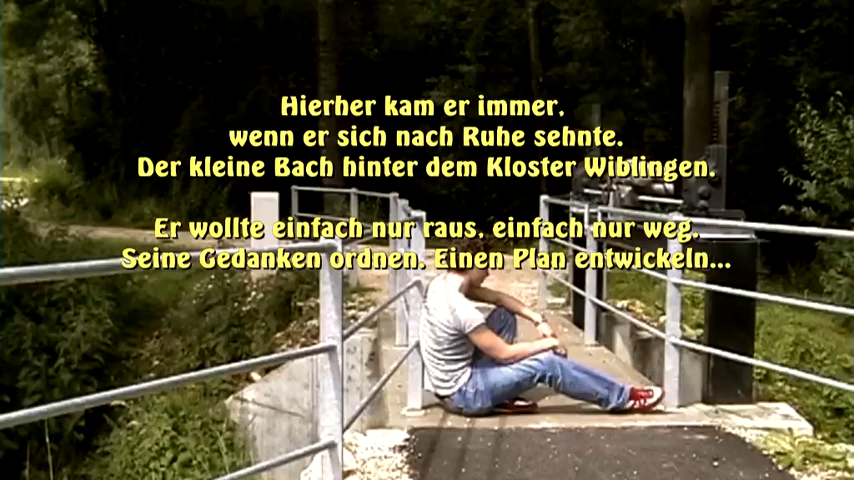 Hierher kam er immer,
wenn er sich nach Ruhe sehnte.
Der kleine Bach hinter dem Kloster Wiblingen.
Er wollte einfach nur raus, einfach nur weg.
Seine Gedanken ordnen. Einen Plan entwickeln...